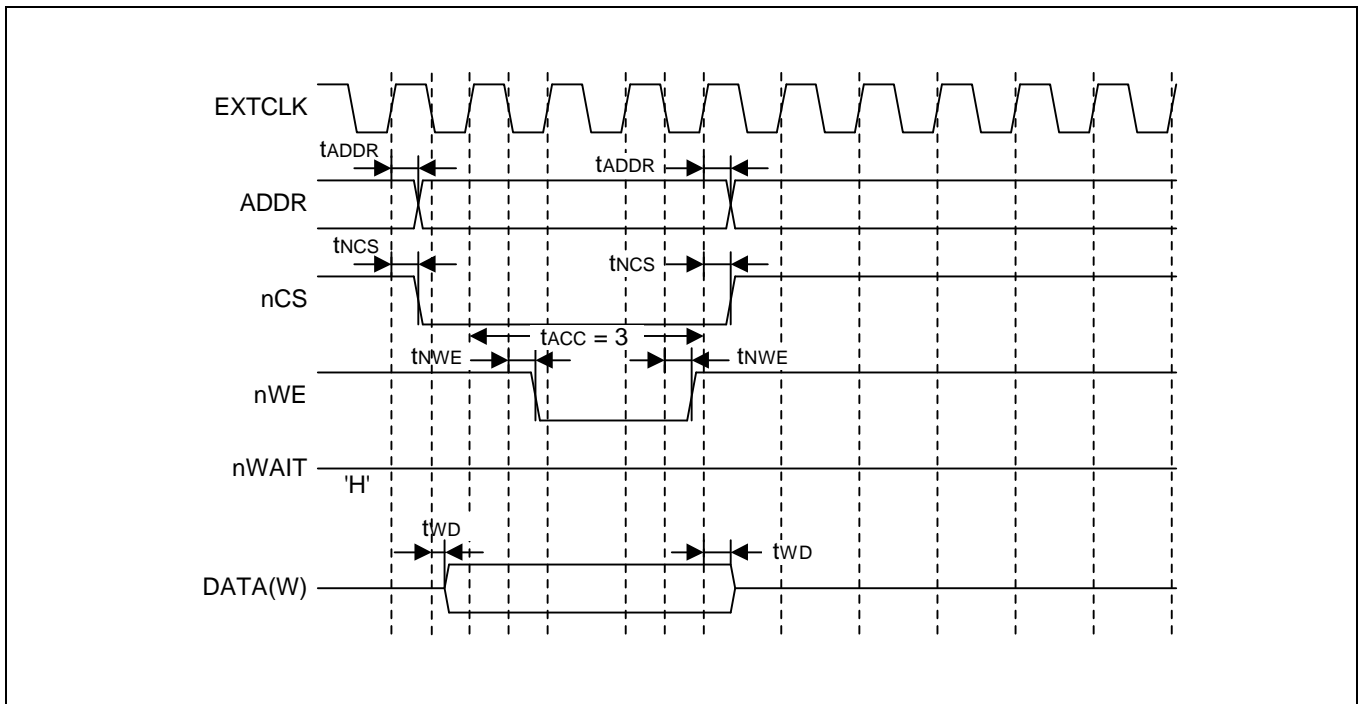 EXTCLK
tADDR
tADDR
ADDR
tNCS
tNCS
nCS
tACC = 3
tNWE
tNWE
nWE
nWAIT
'H'
tWD
tWD
DATA(W)